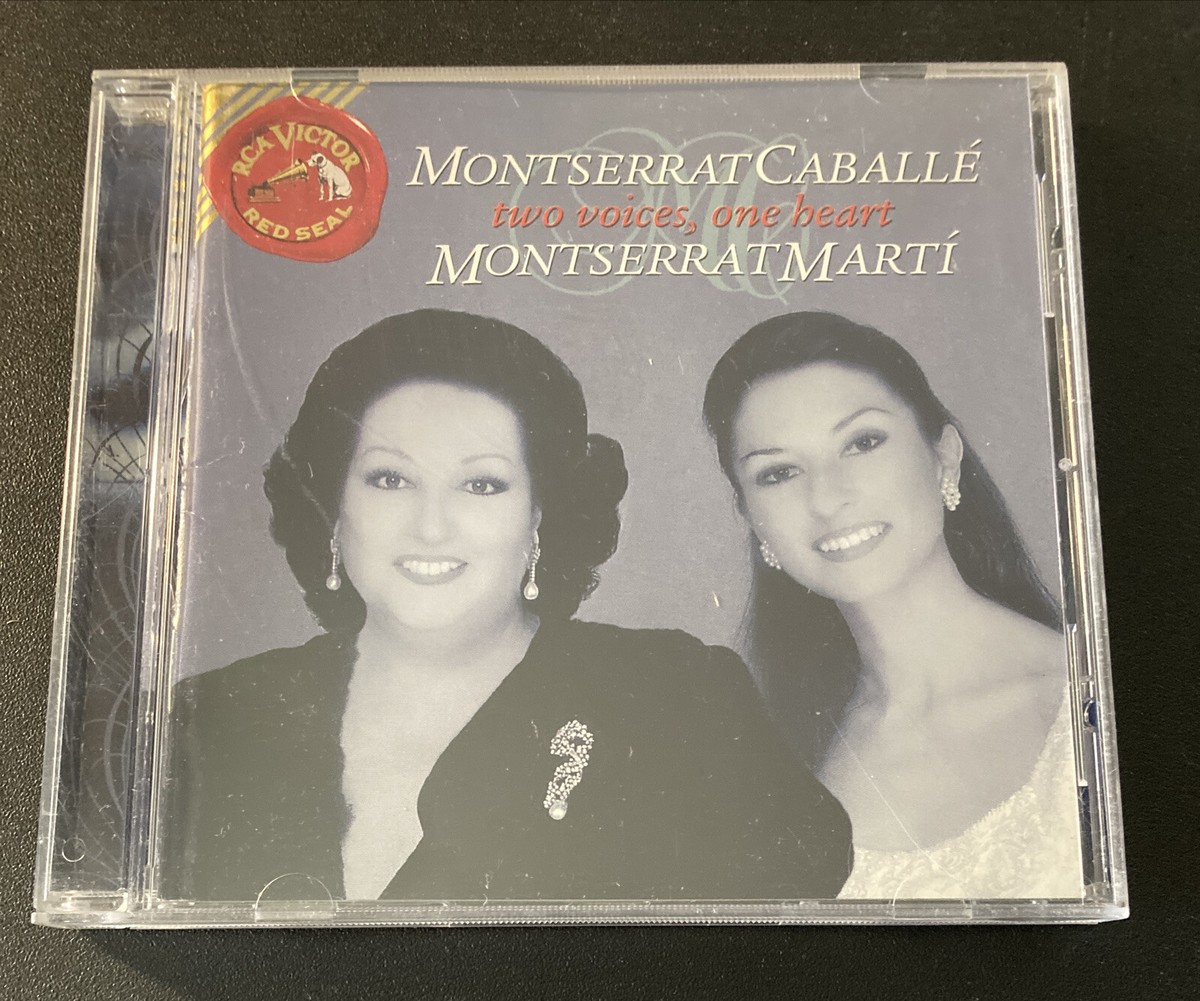 RCA VICTOR
RED SEAL
MONTSERRAT CABALLÉ
two voices, one heart
MONTSERRAT MARTÍ